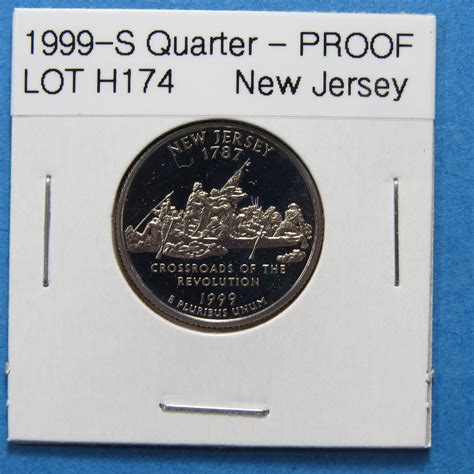 1999-S Quarter - PROOF
LOT H174 New Jersey
NEW JERSEY
1787
CROSSROADS OF THE
REVOLUTION
1999
E PLURIBUS UNUM